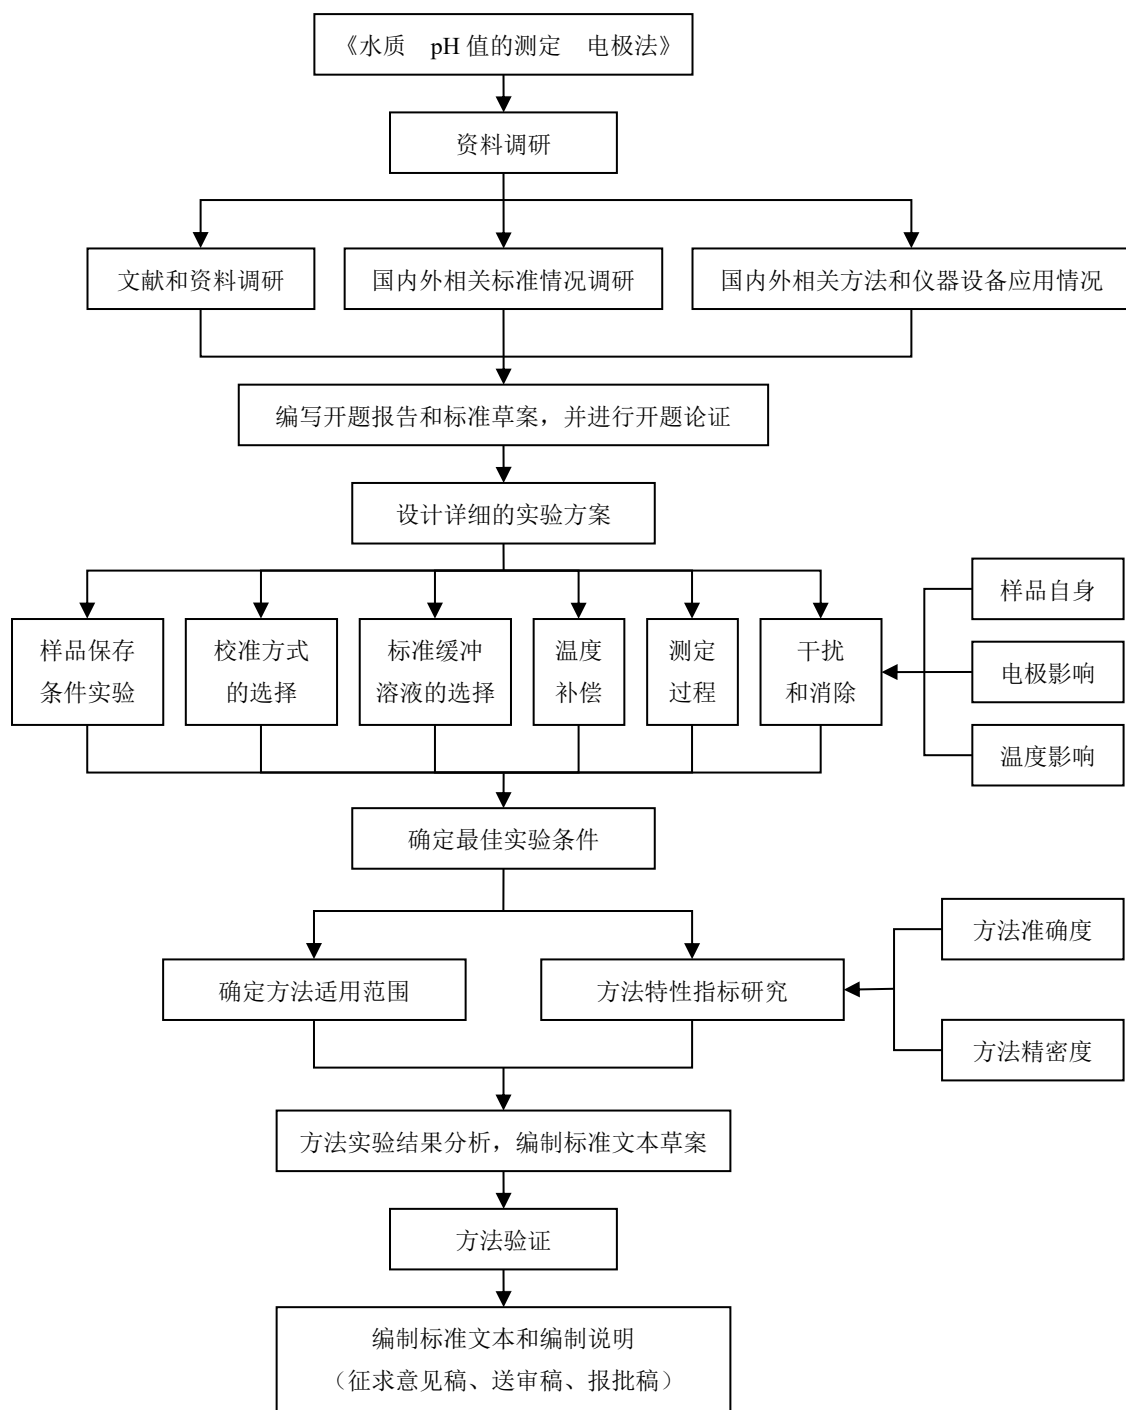 《水质　pH 值的测定　电极法》
资料调研
文献和资料调研
国内外相关标准情况调研
国内外相关方法和仪器设备应用情况
编写开题报告和标准草案，并进行开题论证
设计详细的实验方案
样品保存
条件实验
校准方式
的选择
标准缓冲
溶液的选择
温度
补偿
测定
过程
干扰
和消除
样品自身
电极影响
温度影响
确定最佳实验条件
确定方法适用范围
方法特性指标研究
方法准确度
方法精密度
方法实验结果分析，编制标准文本草案
方法验证
编制标准文本和编制说明
（征求意见稿、送审稿、报批稿）